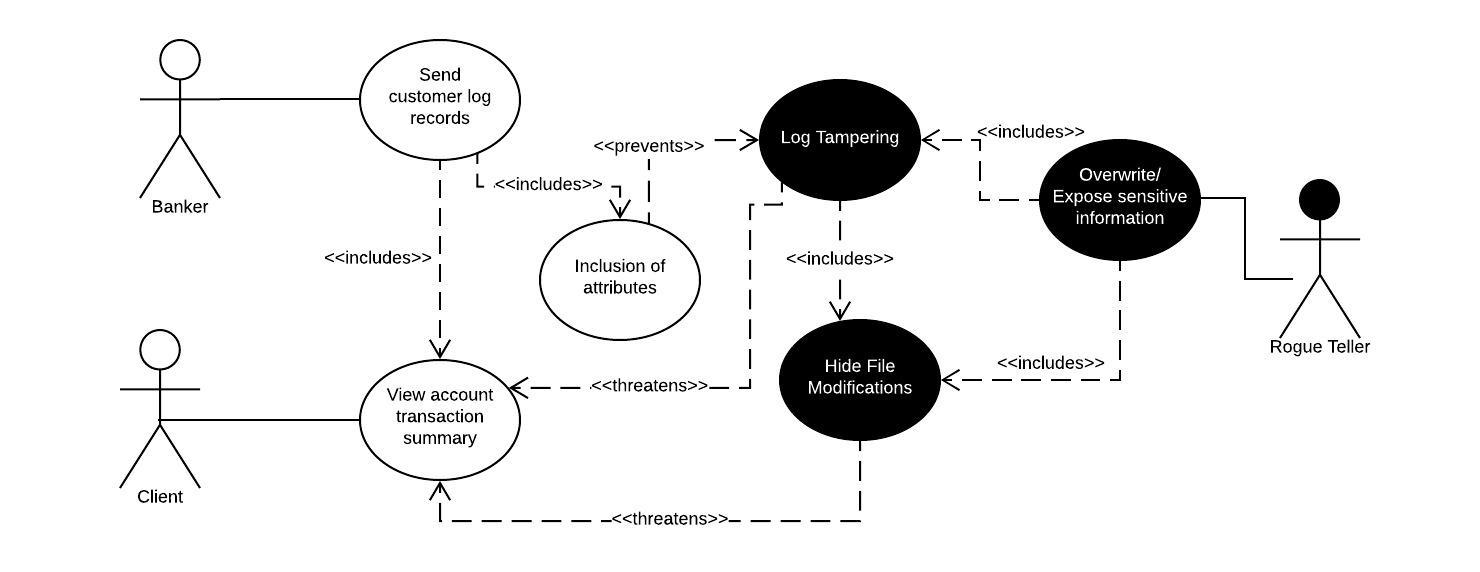 Send
customer log
records
Banker
<<includes>>
<<prevents>>
<<includes>>
Inclusion of
attributes
Log Tampering
<<includes>>
Overwrite/
Expose sensitive
information
Rogue Teller
<<includes>>
Hide File
Modifications
<<includes>>
<<threatens>>
View account
transaction
summary
Client
<<threatens>>